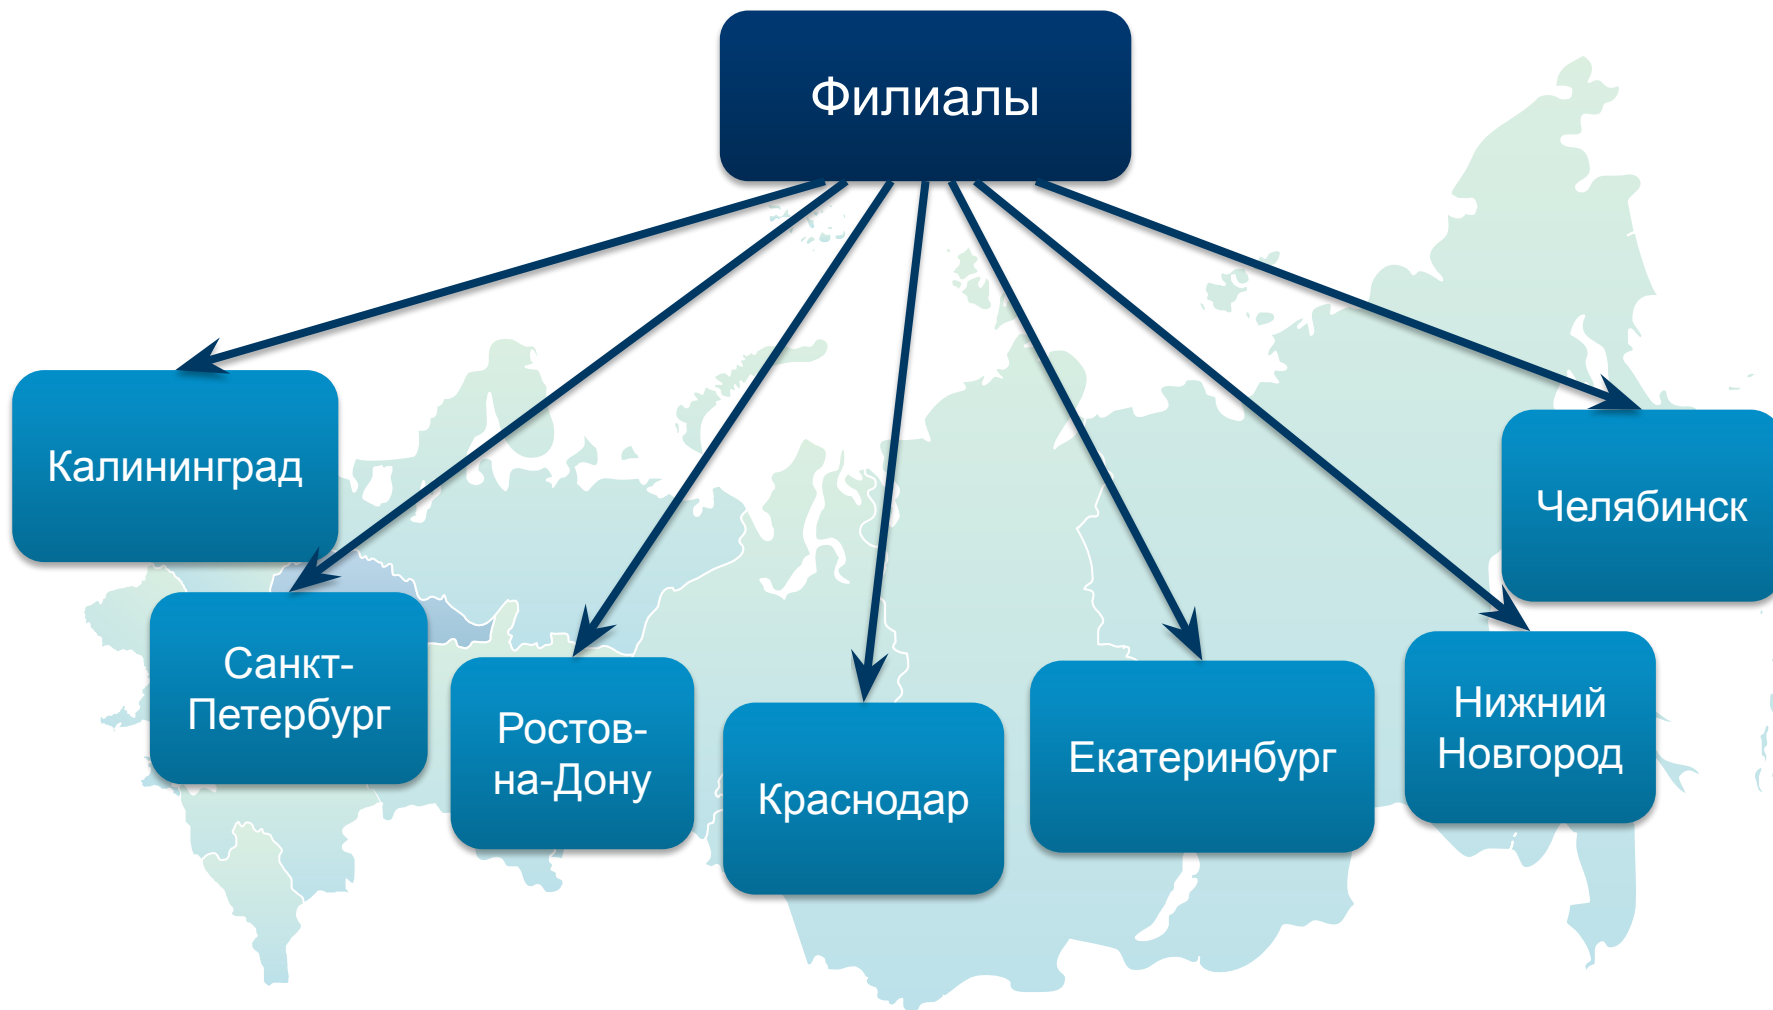 Филиалы
Калининград
Челябинск
Санкт-
Петербург
Ростов-
на-Дону
Краснодар
Екатеринбург
Нижний
Новгород